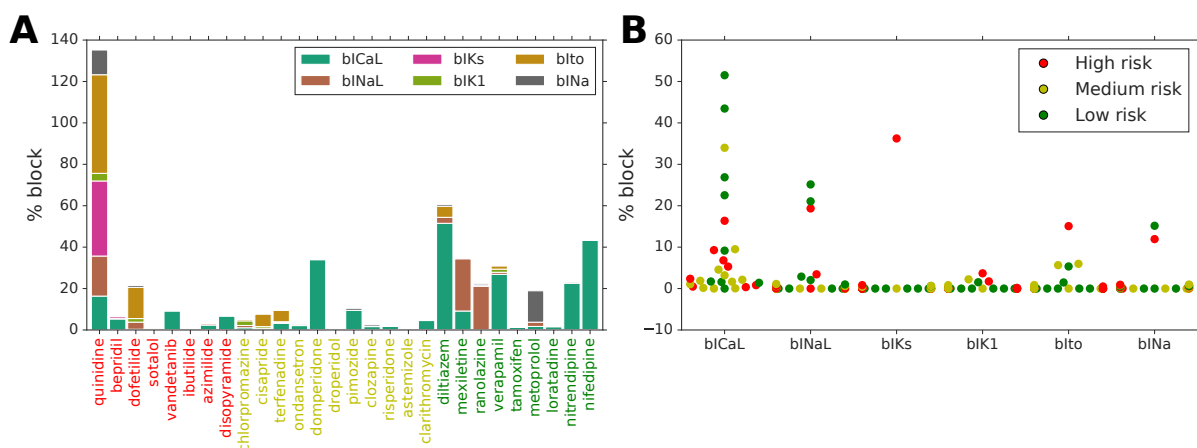 A
% block
140
120
100
80
60
40
20
0
bICaL
bINaL
bIKs
bIK1
bIto
bINa
quinidine
bepridil
dofetilide
sotalol
vandetanib
ibutilide
azimilide
disopyramide
chlorpromazine
cisapride
terfenadine
ondansetron
domperidone
droperidol
pimozide
clozapine
risperidone
astemizole
clarithromycin
diltiazem
mexiletine
ranolazine
verapamil
tamoxifen
metoprolol
loratadine
nitrendipine
nifedipine
B
% block
60
50
40
30
20
10
0
−10
High risk
Medium risk
Low risk
bICaL
bINaL
bIKs
bIK1
bIto
bINa